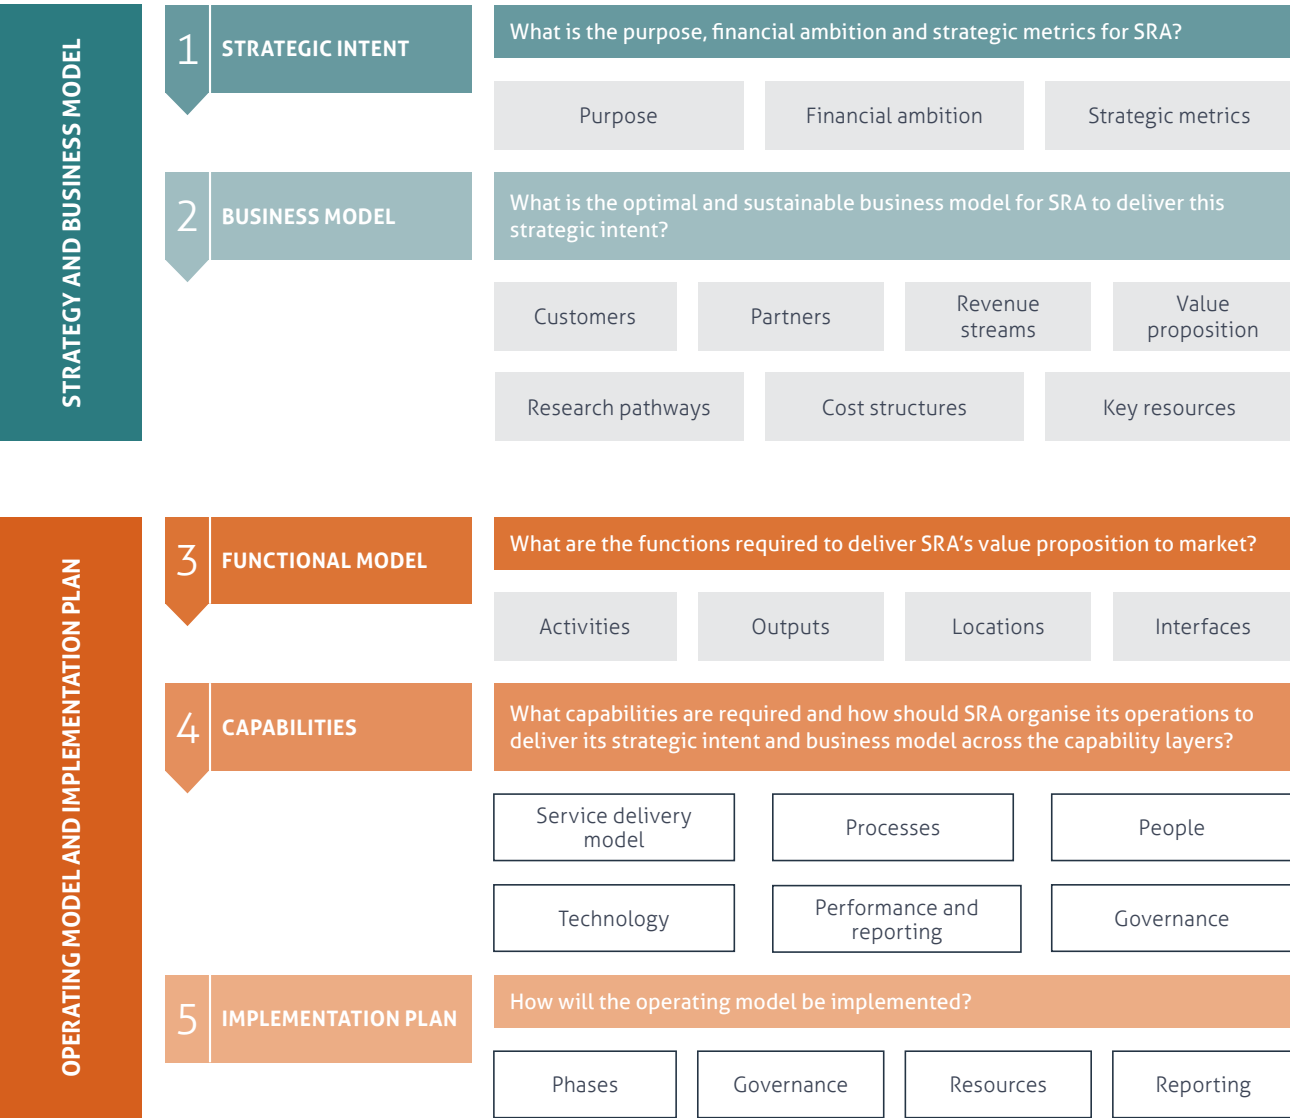 STRATEGY AND BUSINESS MODEL
1
STRATEGIC INTENT
What is the purpose, financial ambition and strategic metrics for SRA?
Purpose
Financial ambition
Strategic metrics
2
BUSINESS MODEL
What is the optimal and sustainable business model for SRA to deliver this
strategic intent?
Customers
Partners
Revenue
streams
Value
proposition
Research pathways
Cost structures
Key resources
OPERATING MODEL AND IMPLEMENTATION PLAN
3
FUNCTIONAL MODEL
What are the functions required to deliver SRA’s value proposition to market?
Activities
Outputs
Locations
Interfaces
4
CAPABILITIES
What capabilities are required and how should SRA organise its operations to
deliver its strategic intent and business model across the capability layers?
Service delivery
model
Processes
People
Technology
Performance and
reporting
Governance
5
IMPLEMENTATION PLAN
How will the operating model be implemented?
Phases
Governance
Resources
Reporting